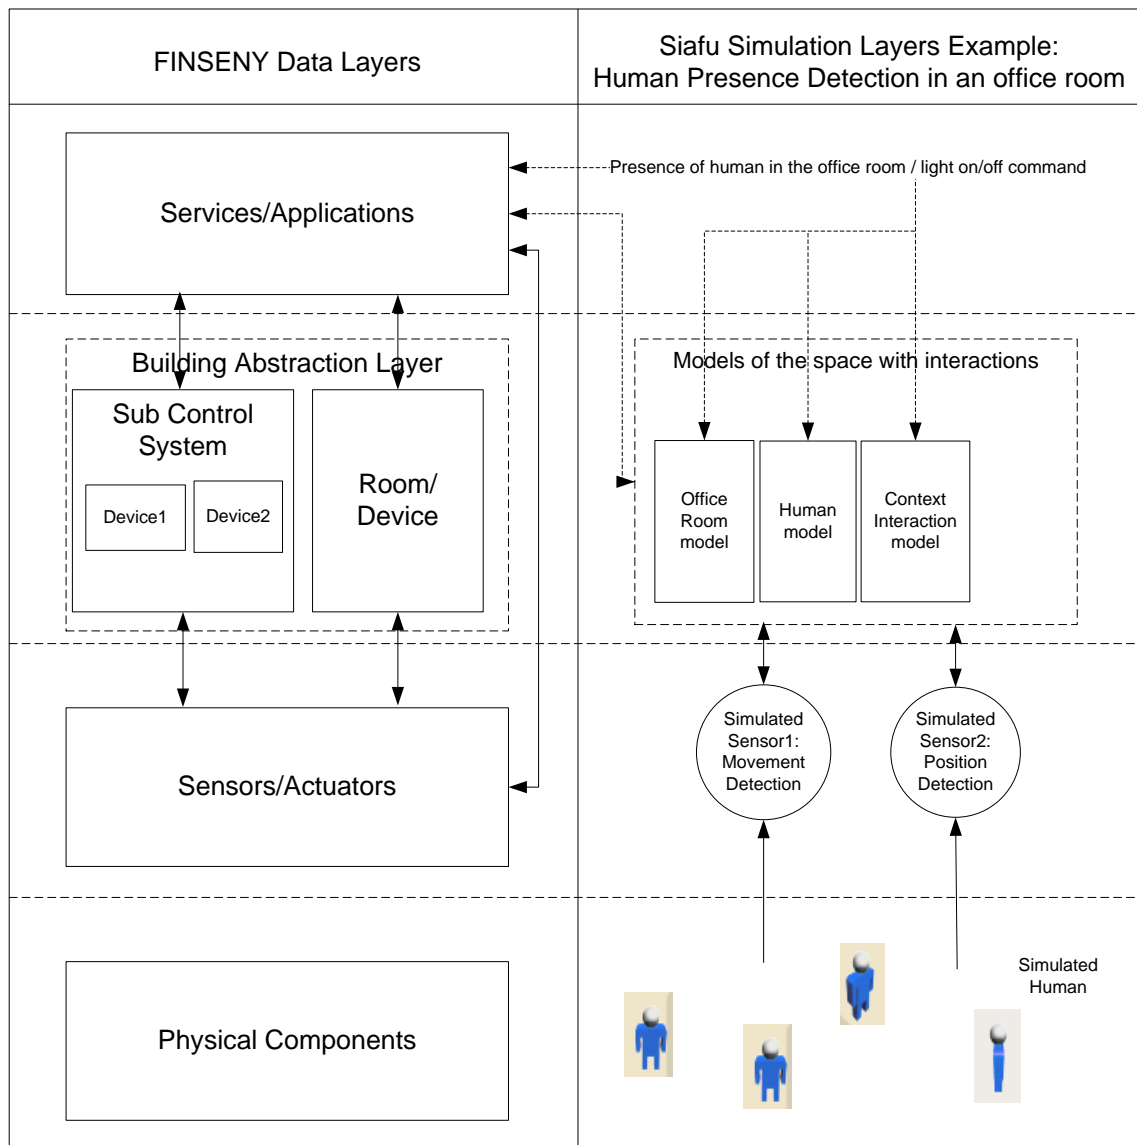 FINSENY Data Layers
Siafu Simulation Layers Example:
Human Presence Detection in an office room
Services/Applications
Presence of human in the office room / light on/off command
Building Abstraction Layer
Sub Control
System
Device1
Device2
Room/
Device
Models of the space with interactions
Office
Room
model
Human
model
Context
Interaction
model
Sensors/Actuators
Simulated
Sensor1:
Movement
Detection
Simulated
Sensor2:
Position
Detection
Physical Components
Simulated
Human